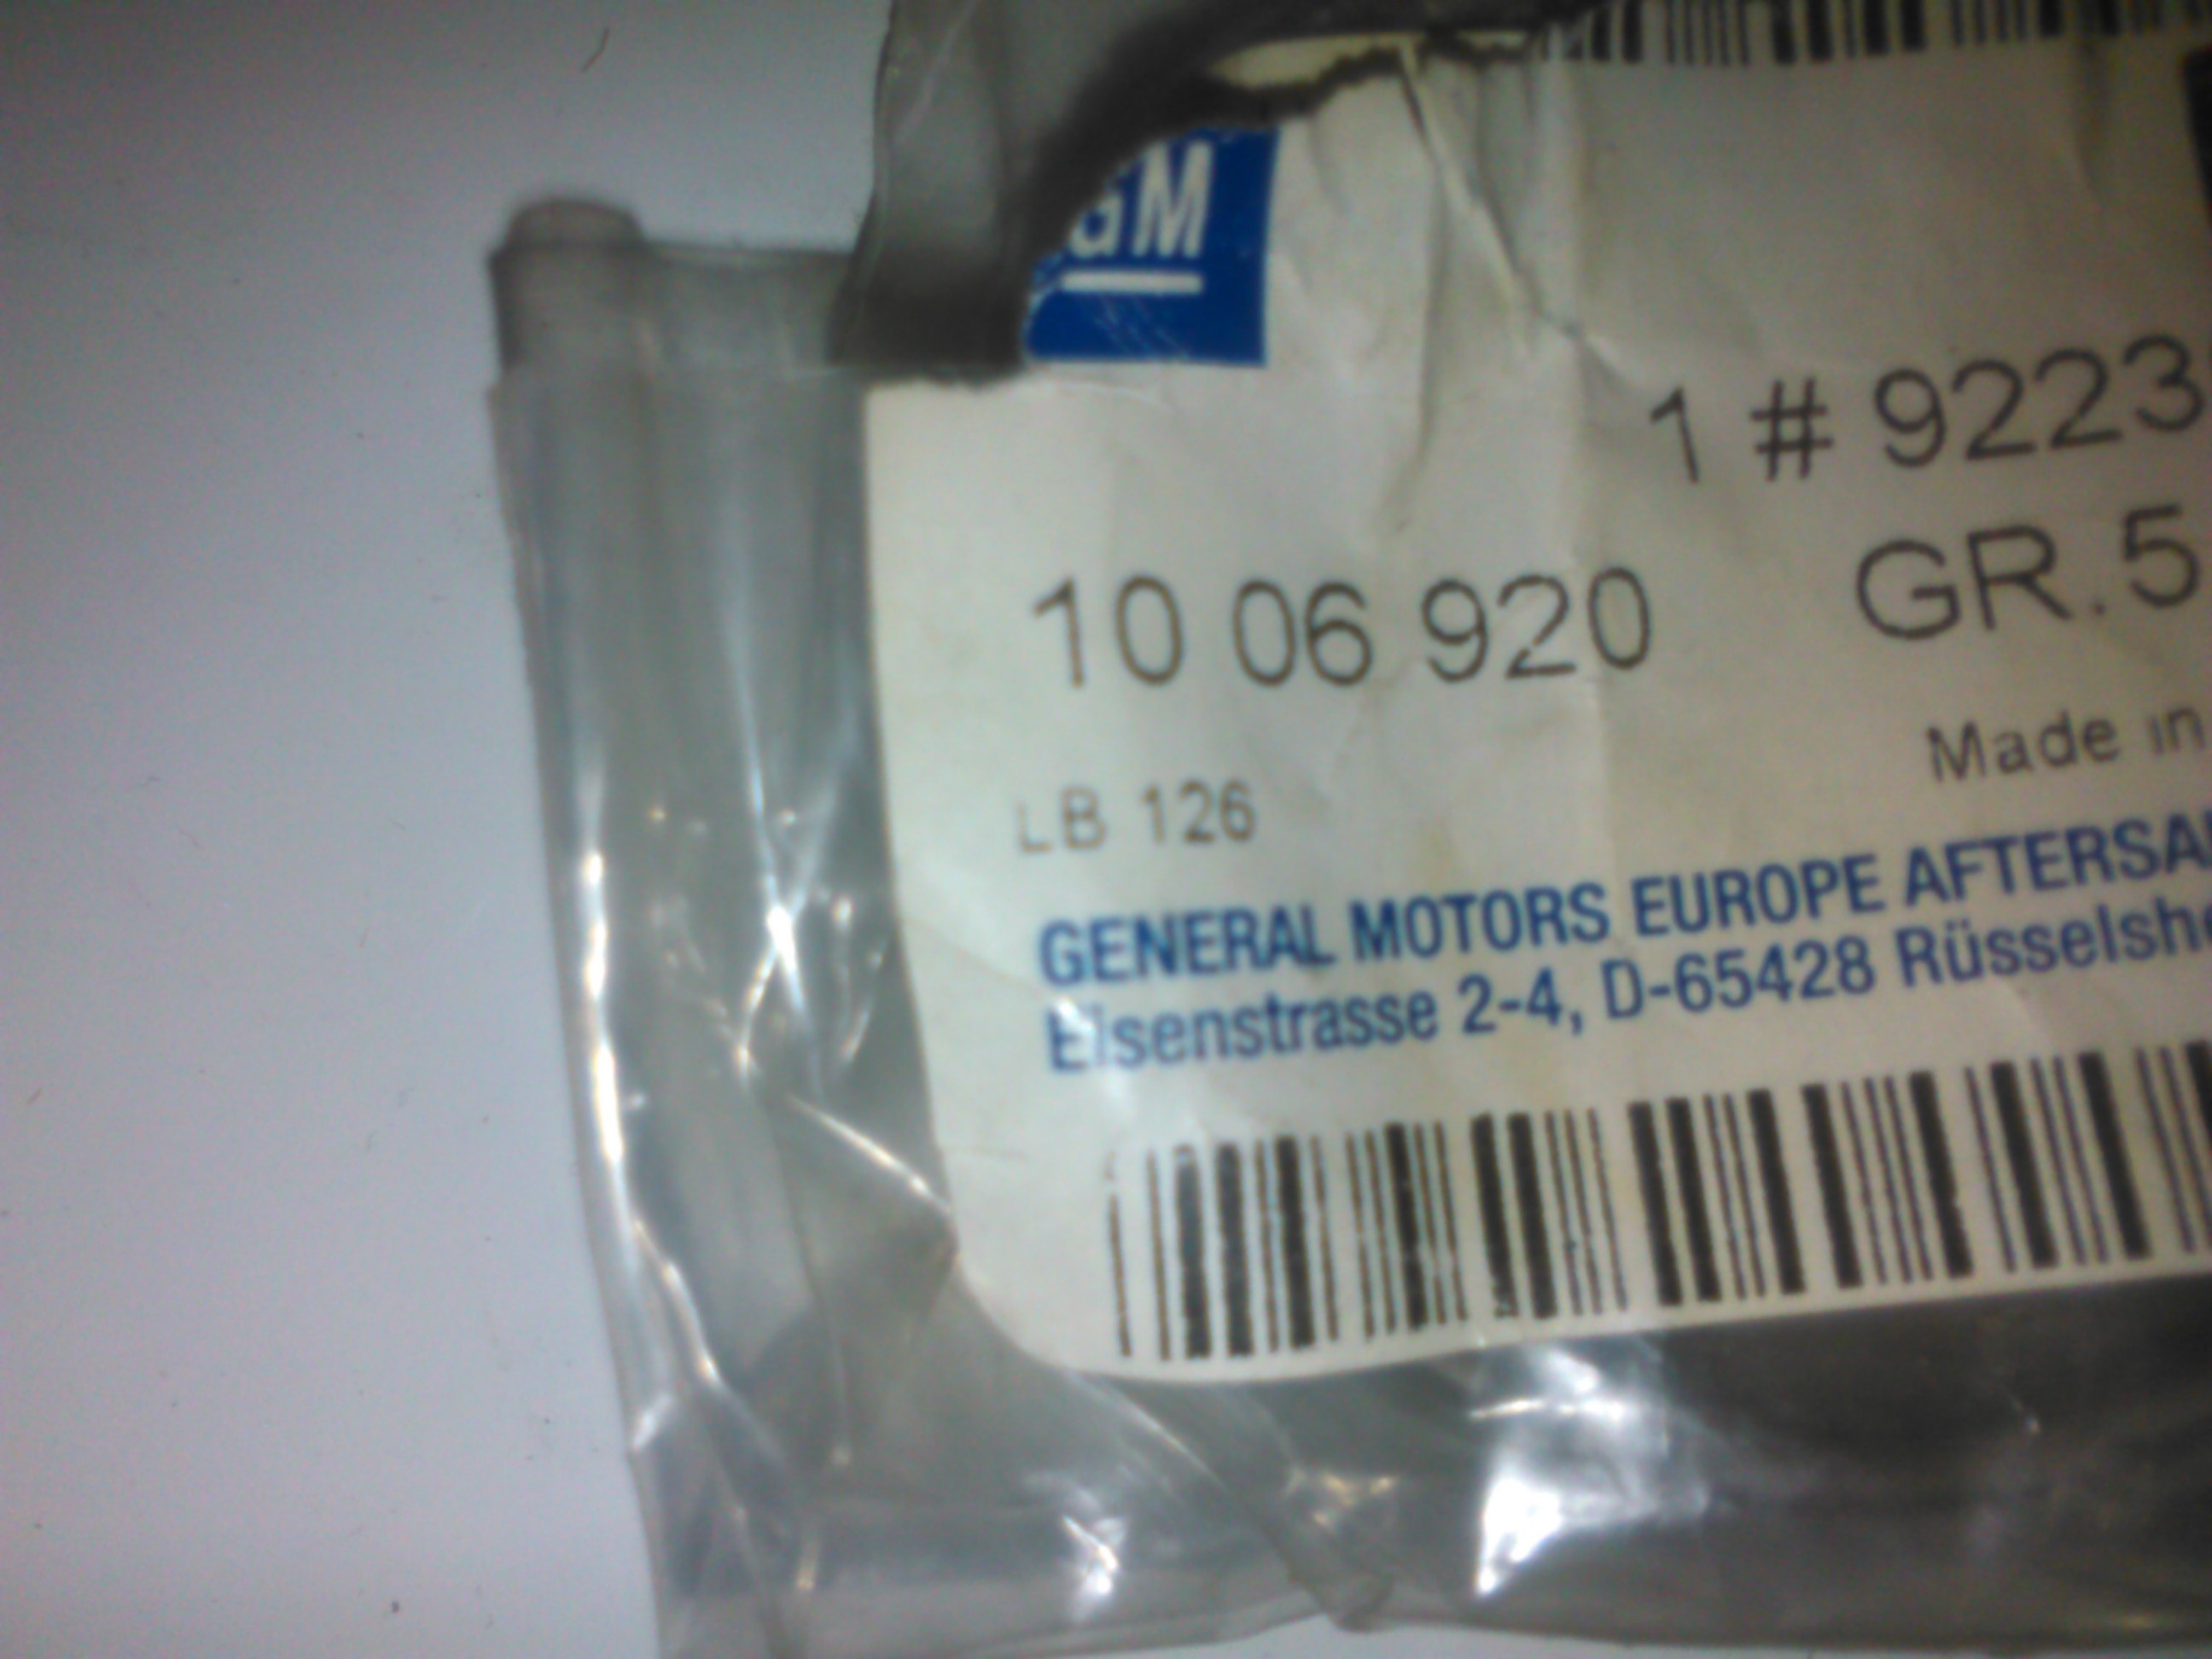 GM
1 # 9223
10 06 920 GR.5
Made in
LB 126
GENERAL MOTORS EUROPE AFTERSA
Eisenstrasse 2-4, D-65428 Rüsselsh